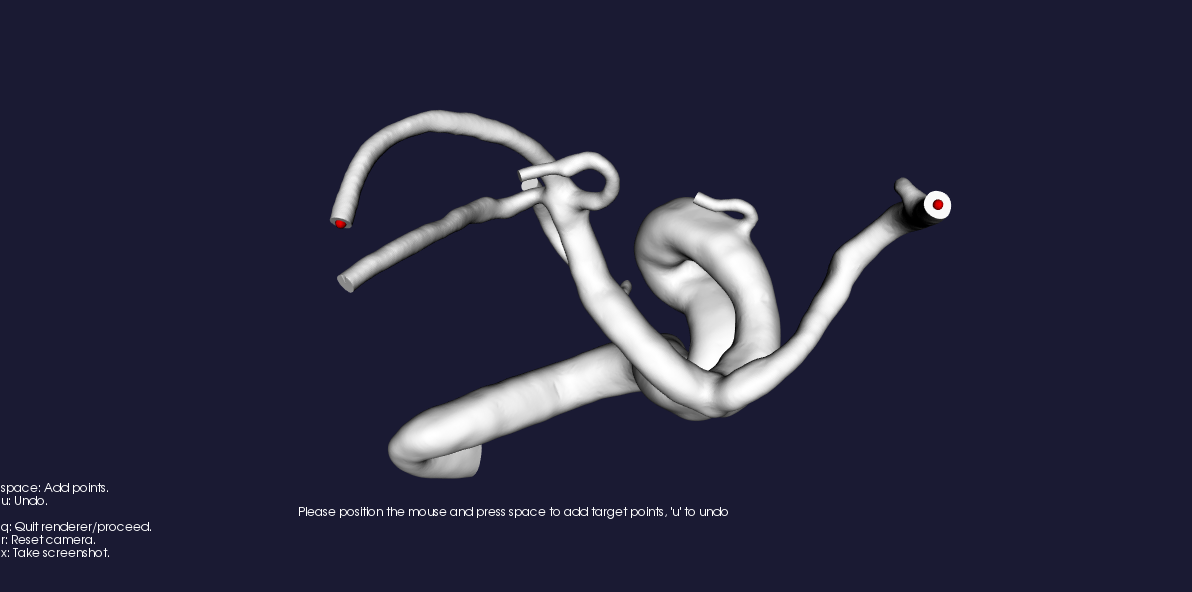 space: Add points.
u: Undo.
q: Quit renderer/proceed.
r: Reset camera.
x: Take screenshot.
Please position the mouse and press space to add target points, 'u' to undo